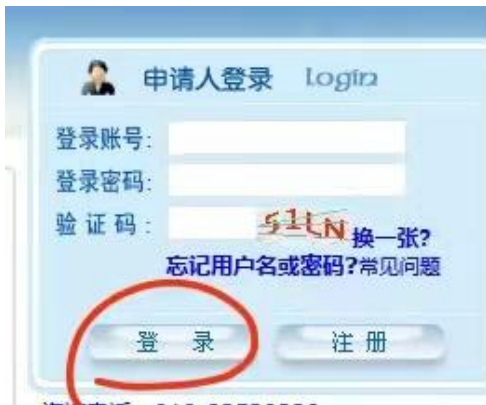 申请人登录 Login
登录账号:
登录密码:
验证码:
换一张?
忘记用户名或密码?常见问题
登 录 注 册